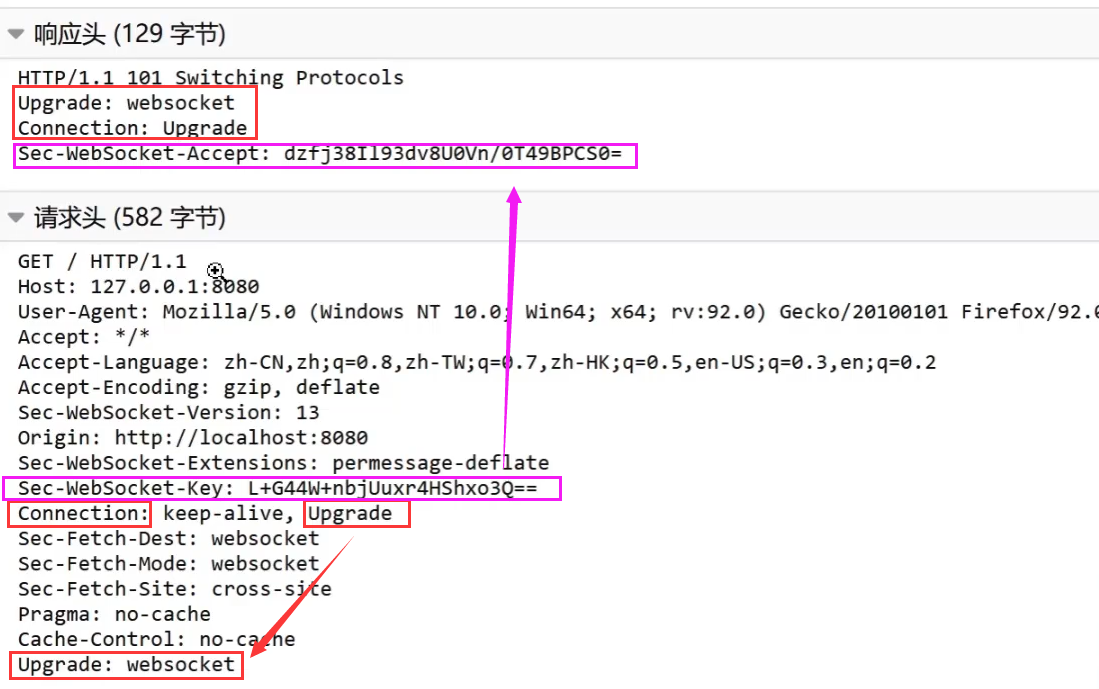 响应头 (129 字节)
HTTP/1.1 101 Switching Protocols
Upgrade: websocket
Connection: Upgrade
Sec-WebSocket-Accept: dzfj38Il93dv8U0Vn/0T49BPCS0=
请求头 (582 字节)
GET / HTTP/1.1
Host: 127.0.0.1:8080
User-Agent: Mozilla/5.0 (Windows NT 10.0; Win64; x64; rv:92.0) Gecko/20100101 Firefox/92.0
Accept: */*
Accept-Language: zh-CN,zh;q=0.8,zh-TW;q=0.7,zh-HK;q=0.5,en-US;q=0.3,en;q=0.2
Accept-Encoding: gzip, deflate
Sec-WebSocket-Version: 13
Origin: http://localhost:8080
Sec-WebSocket-Extensions: permessage-deflate
Sec-WebSocket-Key: L+G44W+nbjUuxr4HShxo3Q==
Connection: keep-alive, Upgrade
Sec-Fetch-Dest: websocket
Sec-Fetch-Mode: websocket
Sec-Fetch-Site: cross-site
Pragma: no-cache
Cache-Control: no-cache
Upgrade: websocket